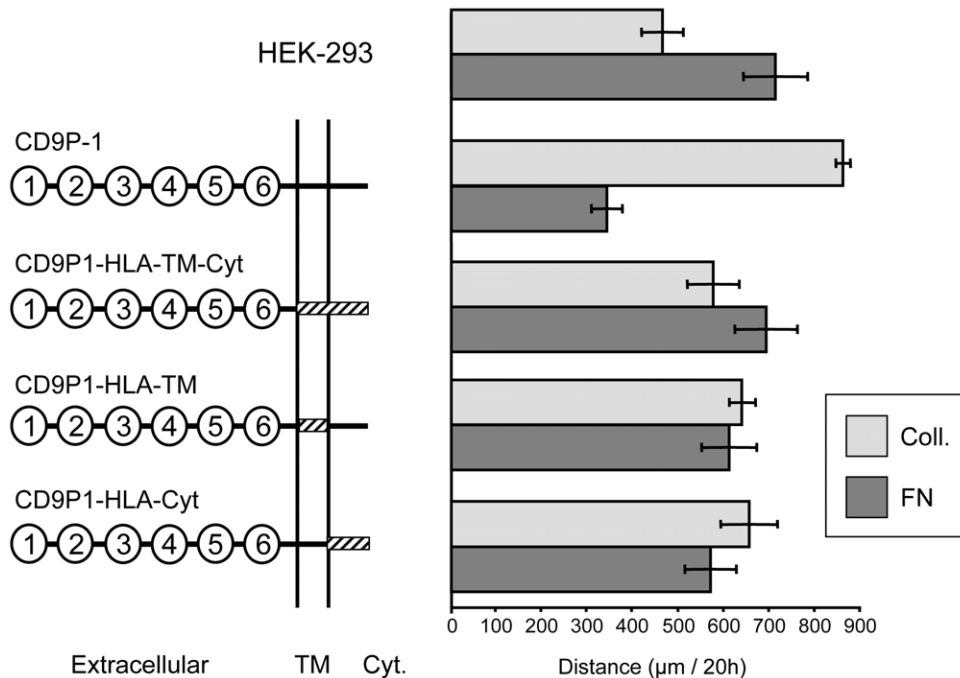 HEK-293
CD9P-1
1 2 3 4 5 6
CD9P1-HLA-TM-Cyt
1 2 3 4 5 6
CD9P1-HLA-TM
1 2 3 4 5 6
CD9P1-HLA-Cyt
1 2 3 4 5 6
Extracellular TM Cyt.
Coll.
FN
0 100 200 300 400 500 600 700 800 900
Distance (µm / 20h)